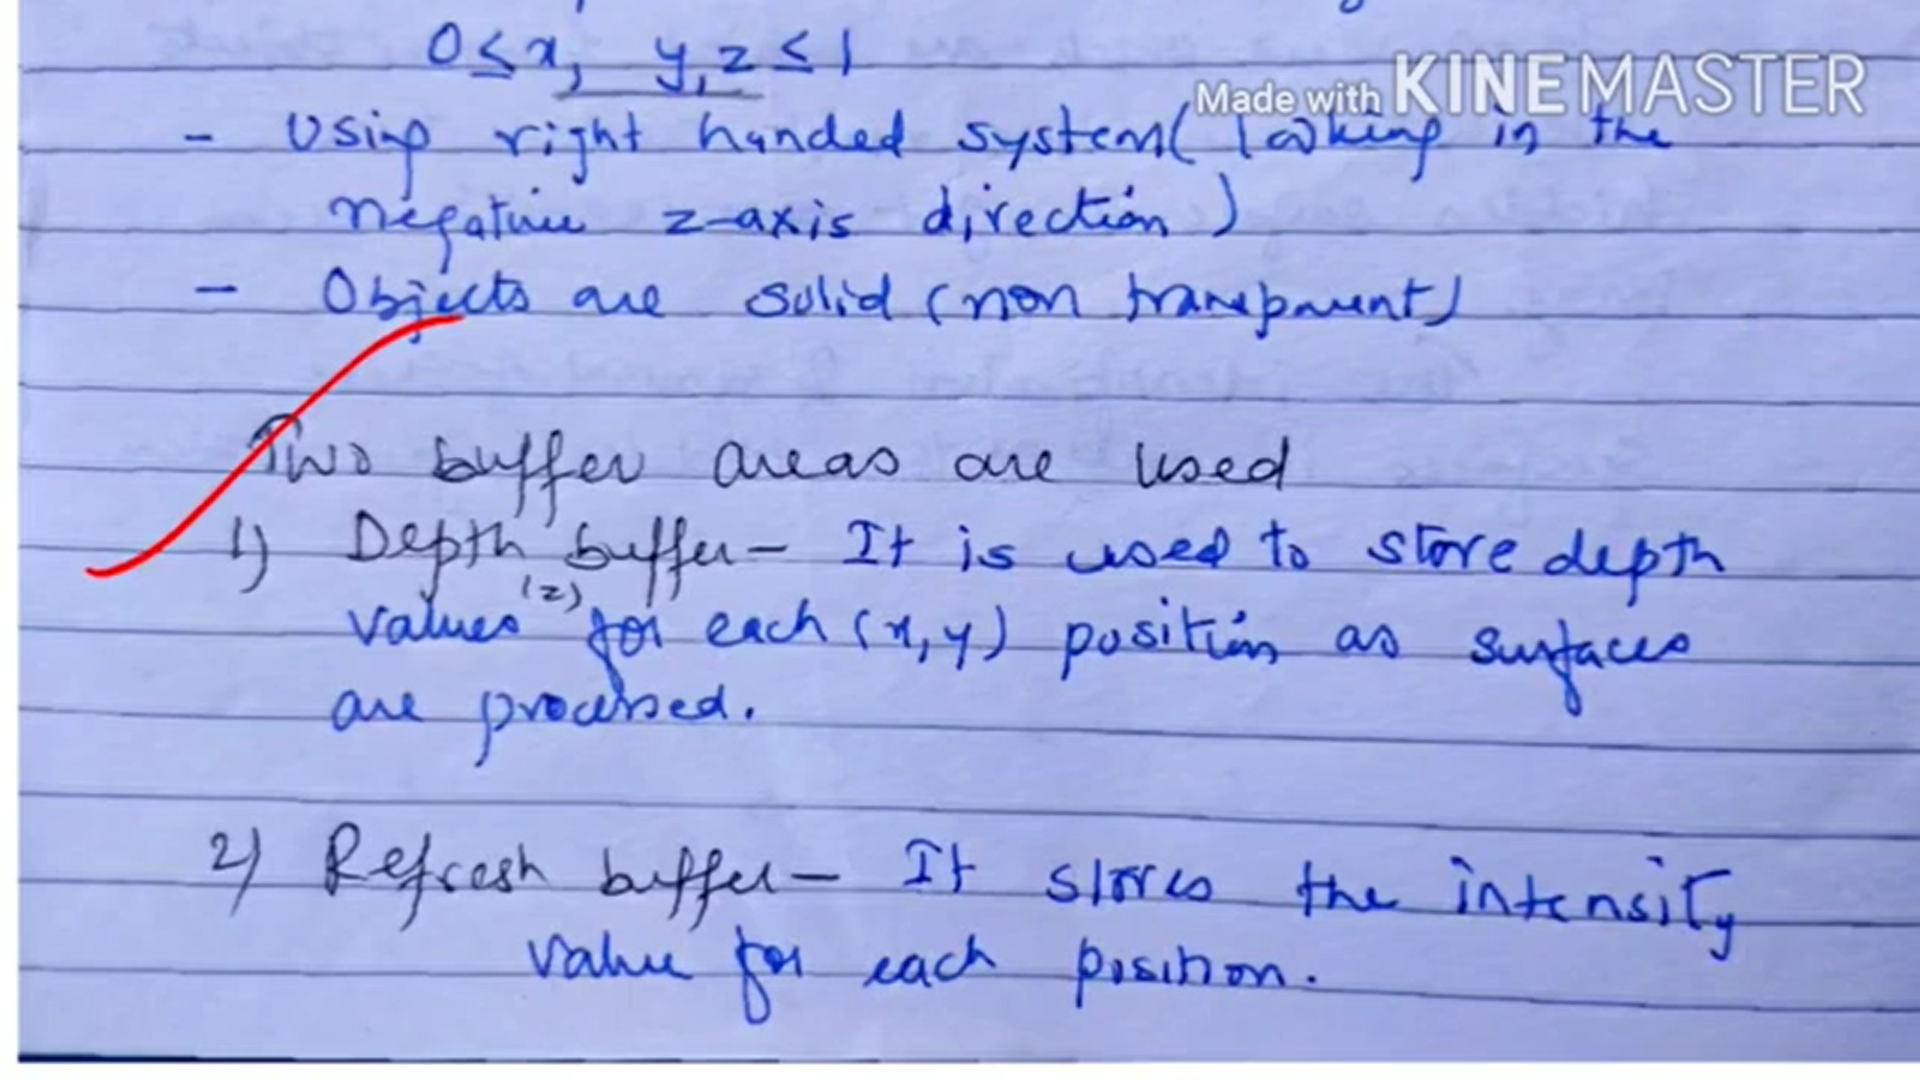 0 ≤ x, y, z ≤ 1
Made with KINEMASTER
- Using right handed system( looking in the
negative z-axis direction)
- Objects are solid (non transparent)
Two buffer areas are used
1) Depth buffer - It is used to store depth
values (z) for each (x, y) position as surfaces
are processed.
2) Refresh buffer - It stores the intensity
value for each position.